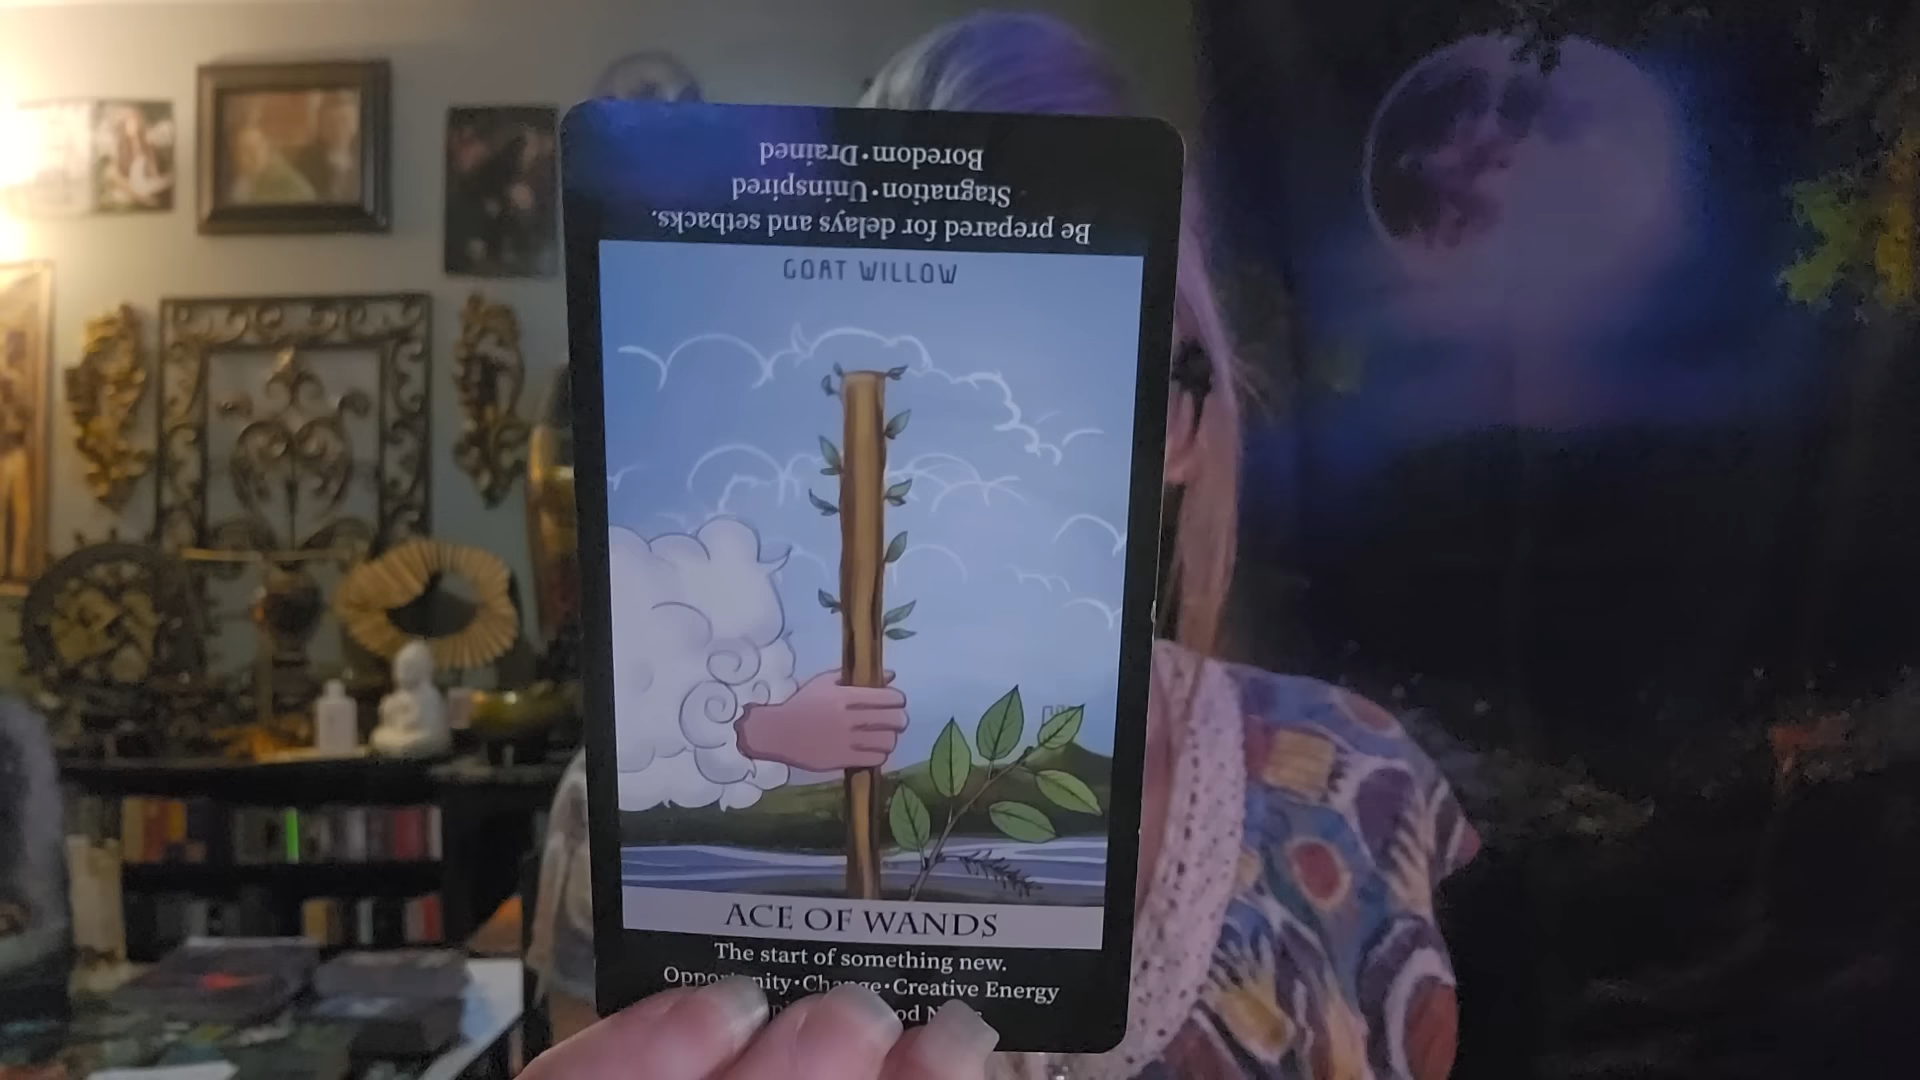 Be prepared for delays and setbacks.
Stagnation•Uninspired
Boredom•Drained
GOAT WILLOW
ACE OF WANDS
The start of something new.
Opportunity•Change•Creative Energy